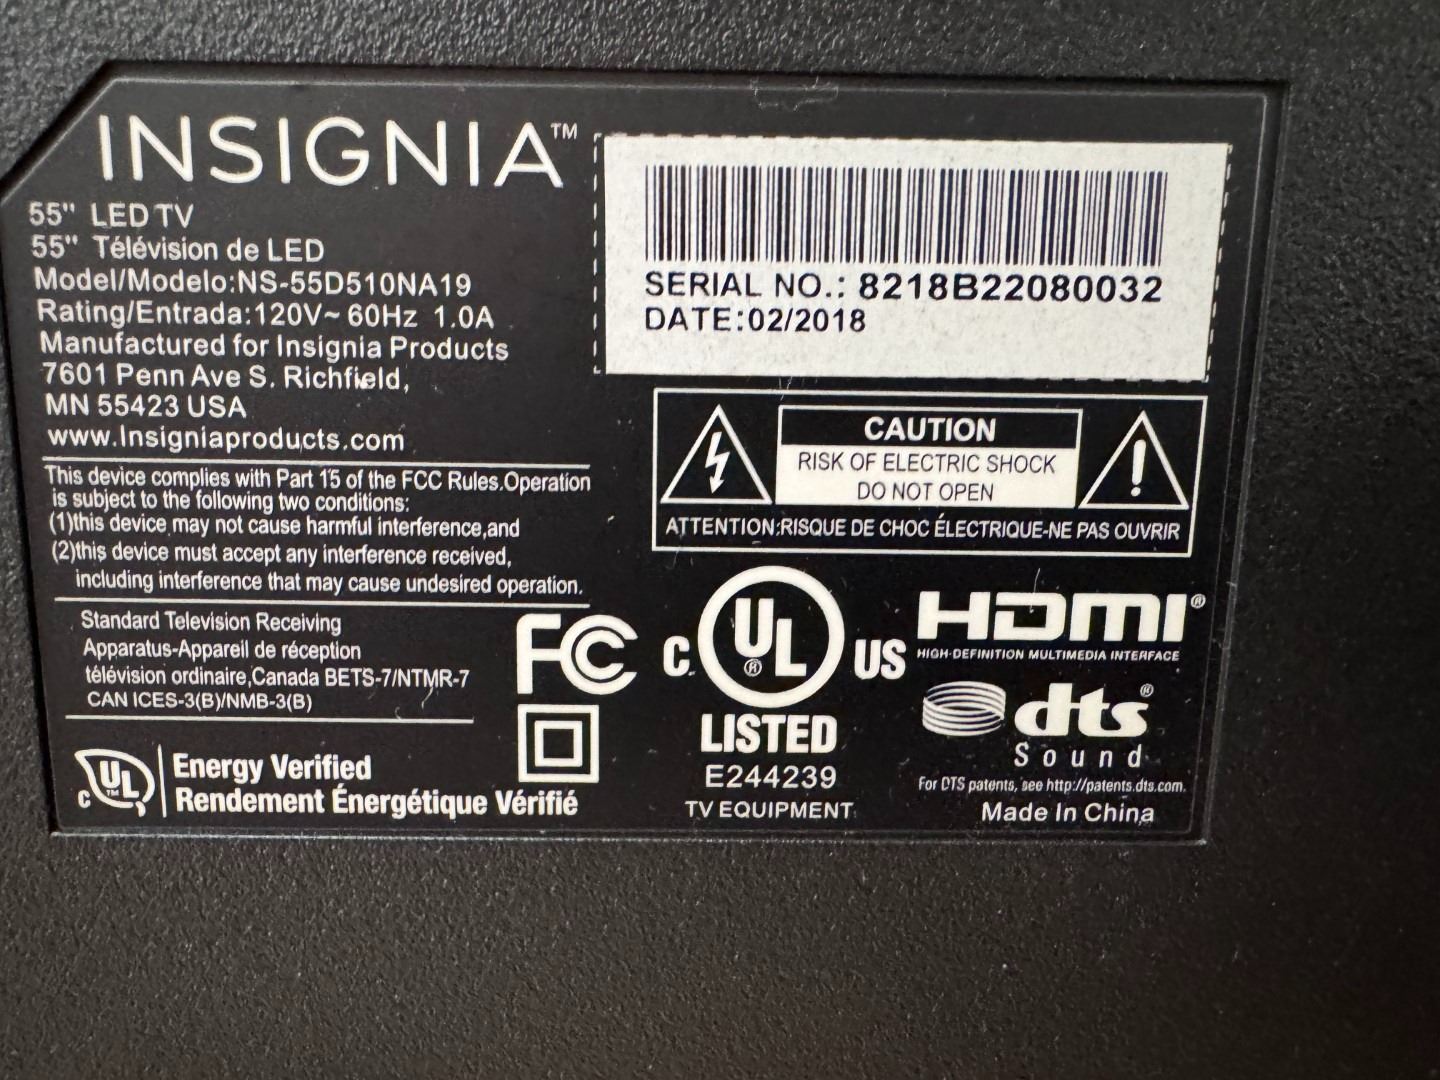 INSIGNIA™
55" LED TV
55" Télévision de LED
Model/Modelo:NS-55D510NA19
Rating/Entrada:120V~ 60Hz 1.0A
Manufactured for Insignia Products
7601 Penn Ave S. Richfield,
MN 55423 USA
www.Insigniaproducts.com
This device complies with Part 15 of the FCC Rules.Operation
is subject to the following two conditions:
(1)this device may not cause harmful interference,and
(2)this device must accept any interference received,
including interference that may cause undesired operation.
Standard Television Receiving
Apparatus-Appareil de réception
télévision ordinaire,Canada BETS-7/NTMR-7
CAN ICES-3(B)/NMB-3(B)
FC
C UL ™
Energy Verified
Rendement Énergétique Vérifié
SERIAL NO.: 8218B22080032
DATE:02/2018
CAUTION
RISK OF ELECTRIC SHOCK
DO NOT OPEN
ATTENTION:RISQUE DE CHOC ÉLECTRIQUE-NE PAS OUVRIR
C UL® US
LISTED
E244239
TV EQUIPMENT
HDMI®
HIGH-DEFINITION MULTIMEDIA INTERFACE
dts®
Sound
For DTS patents, see http://patents.dts.com.
Made In China